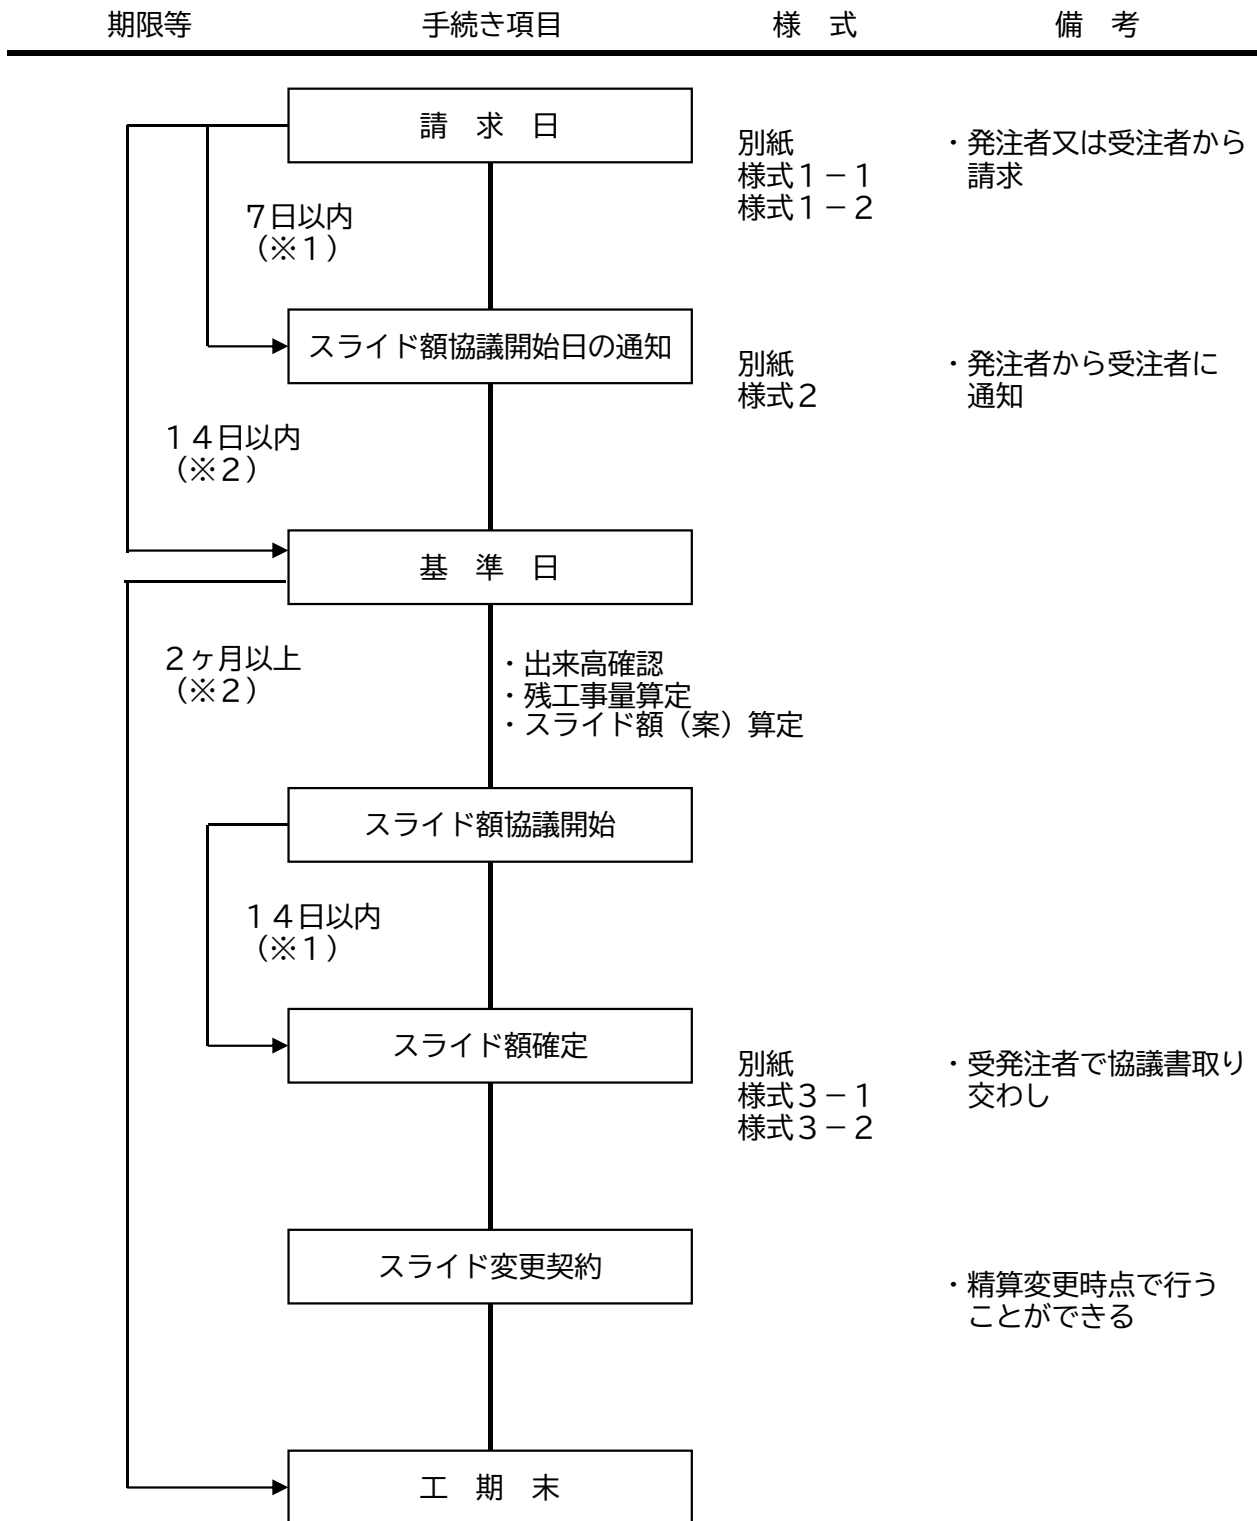 期限等　手続き項目　様　式　備　考
請　求　日
別紙
様式１－１
様式１－２
・発注者又は受注者から
請求
７日以内
（※１）
スライド額協議開始日の通知
別紙
様式２
・発注者から受注者に
通知
１４日以内
（※２）
基　準　日
２ヶ月以上
（※２）
・出来高確認
・残工事量算定
・スライド額（案）算定
スライド額協議開始
１４日以内
（※１）
スライド額確定
別紙
様式３－１
様式３－２
・受発注者で協議書取り
交わし
スライド変更契約
・精算変更時点で行う
ことができる
工　期　末